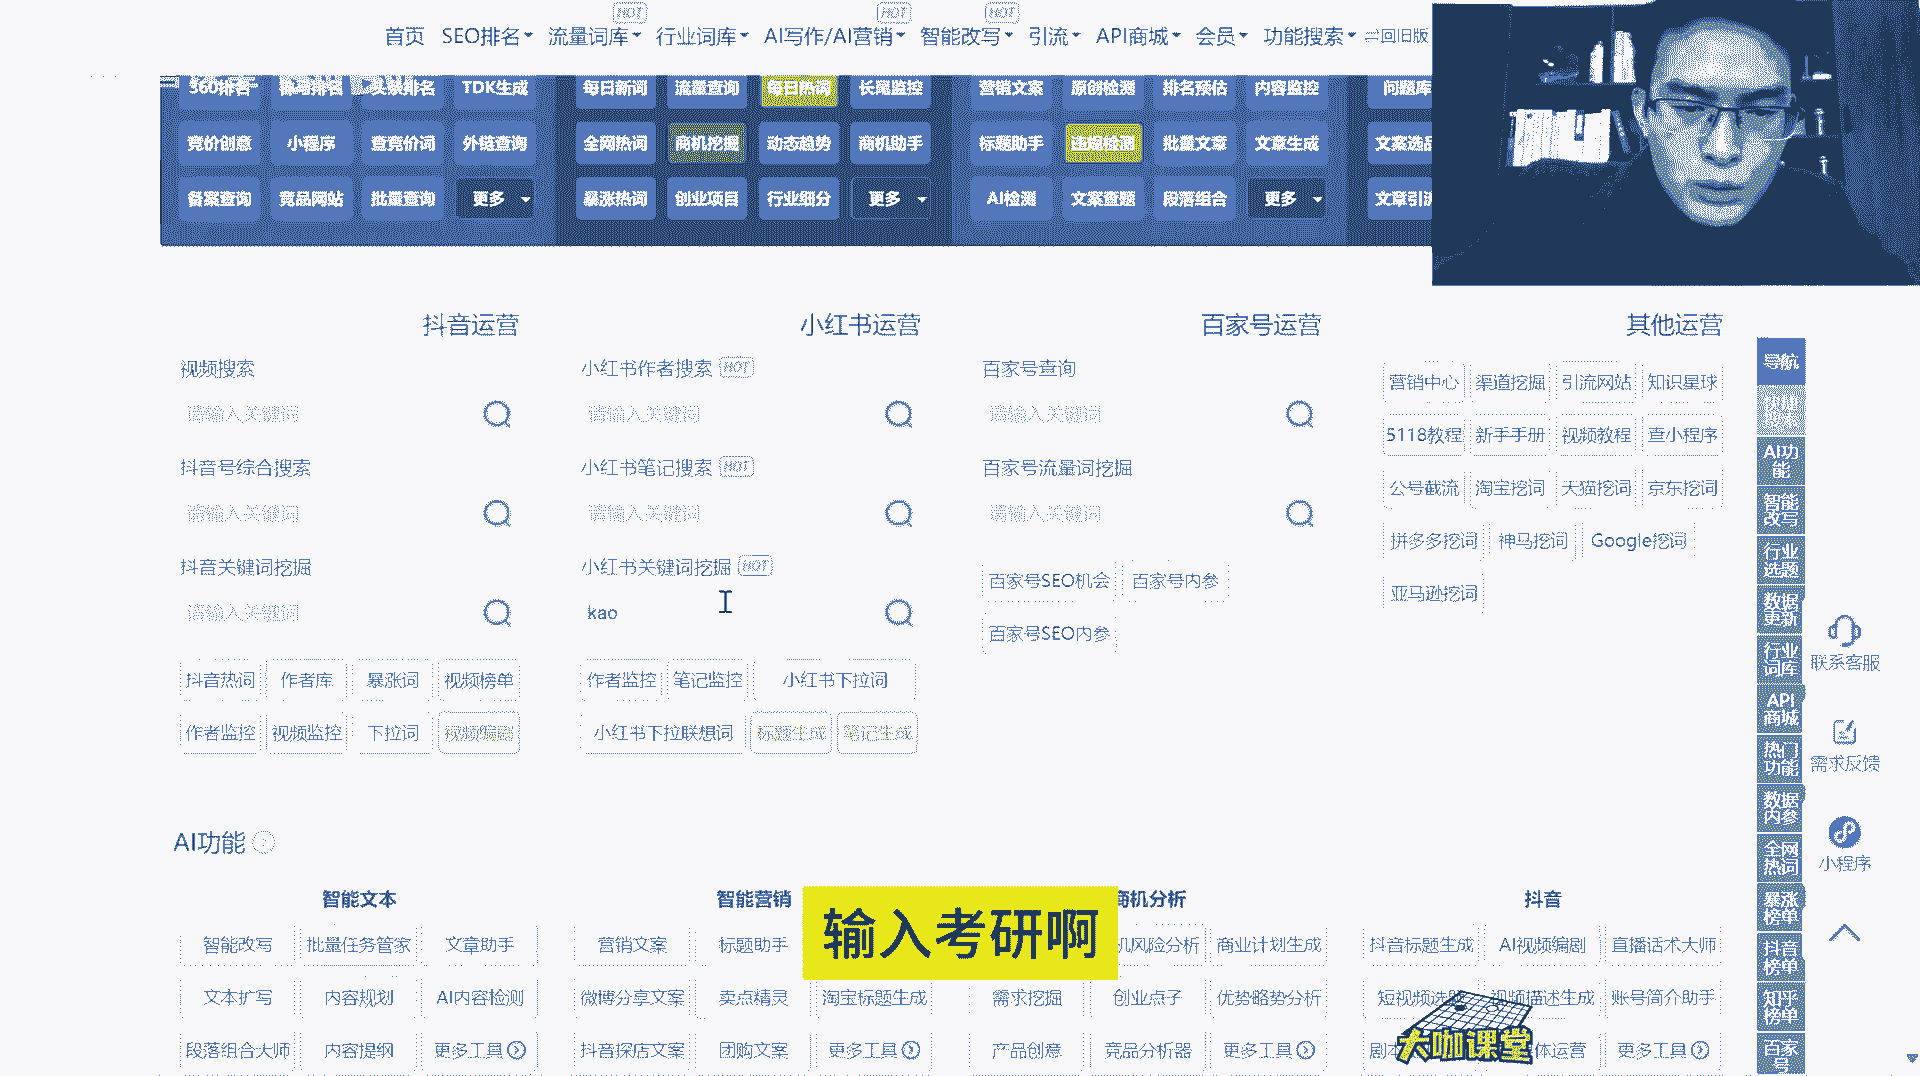 首页 SEO排名 流量词库 HOT 行业词库 AI写作/AI营销 HOT 智能改写 HOT 引流 API商城 会员 功能搜索 回旧版
360排名 搜狗排名 头条排名 TDK生成 每日新词 流量查询 每日热词 长尾监控 营销文案 原创检测 排名预估 内容监控 问题库
竞价创意 小程序 查竞价词 外链查询 全网热词 商机挖掘 动态趋势 商机助手 标题助手 违规检测 批量文章 文章生成 文案选品
备案查询 竞品网站 批量查询 更多 暴涨热词 创业项目 行业细分 更多 AI检测 文案查题 段落组合 更多 文章引流
抖音运营
视频搜索
请输入关键词
抖音号综合搜索
请输入关键词
抖音关键词挖掘
请输入关键词
抖音热词 作者库 暴涨词 视频榜单
作者监控 视频监控 下拉词 视频编剧
小红书运营
小红书作者搜索 HOT
请输入关键词
小红书笔记搜索 HOT
请输入关键词
小红书关键词挖掘 HOT
kao
作者监控 笔记监控 小红书下拉词
小红书下拉联想词 标题生成 笔记生成
百家号运营
百家号查询
请输入关键词
百家号流量词挖掘
请输入关键词
百家号SEO机会 百家号内参
百家号SEO内参
其他运营
营销中心 渠道挖掘 引流网站 知识星球
5118教程 新手手册 视频教程 查小程序
公号截流 淘宝挖词 天猫挖词 京东挖词
拼多多挖词 神马挖词 Google挖词
亚马逊挖词
导航
AI功能
智能改写
行业选题
数据更新
行业词库
API商城
热门功能
数据内参
全网热词
暴涨榜单
抖音榜单
知乎榜单
百家号
联系客服
需求反馈
小程序
AI功能 ?
智能文本
智能改写 批量任务管家 文章助手
文本扩写 内容规划 AI内容检测
段落组合大师 内容提纲 更多工具
智能营销
营销文案 标题助手
微博分享文案 卖点精灵 淘宝标题生成
抖音探店文案 团购文案 更多工具
商机分析
机风险分析 商业计划生成
需求挖掘 创业点子 优势略势分析
产品创意 竞品分析器 更多工具
抖音
抖音标题生成 AI视频编剧 直播话术大师
短视频选题 视频描述生成 账号简介助手
剧本 体运营 更多工具
输入考研啊
大咖课堂